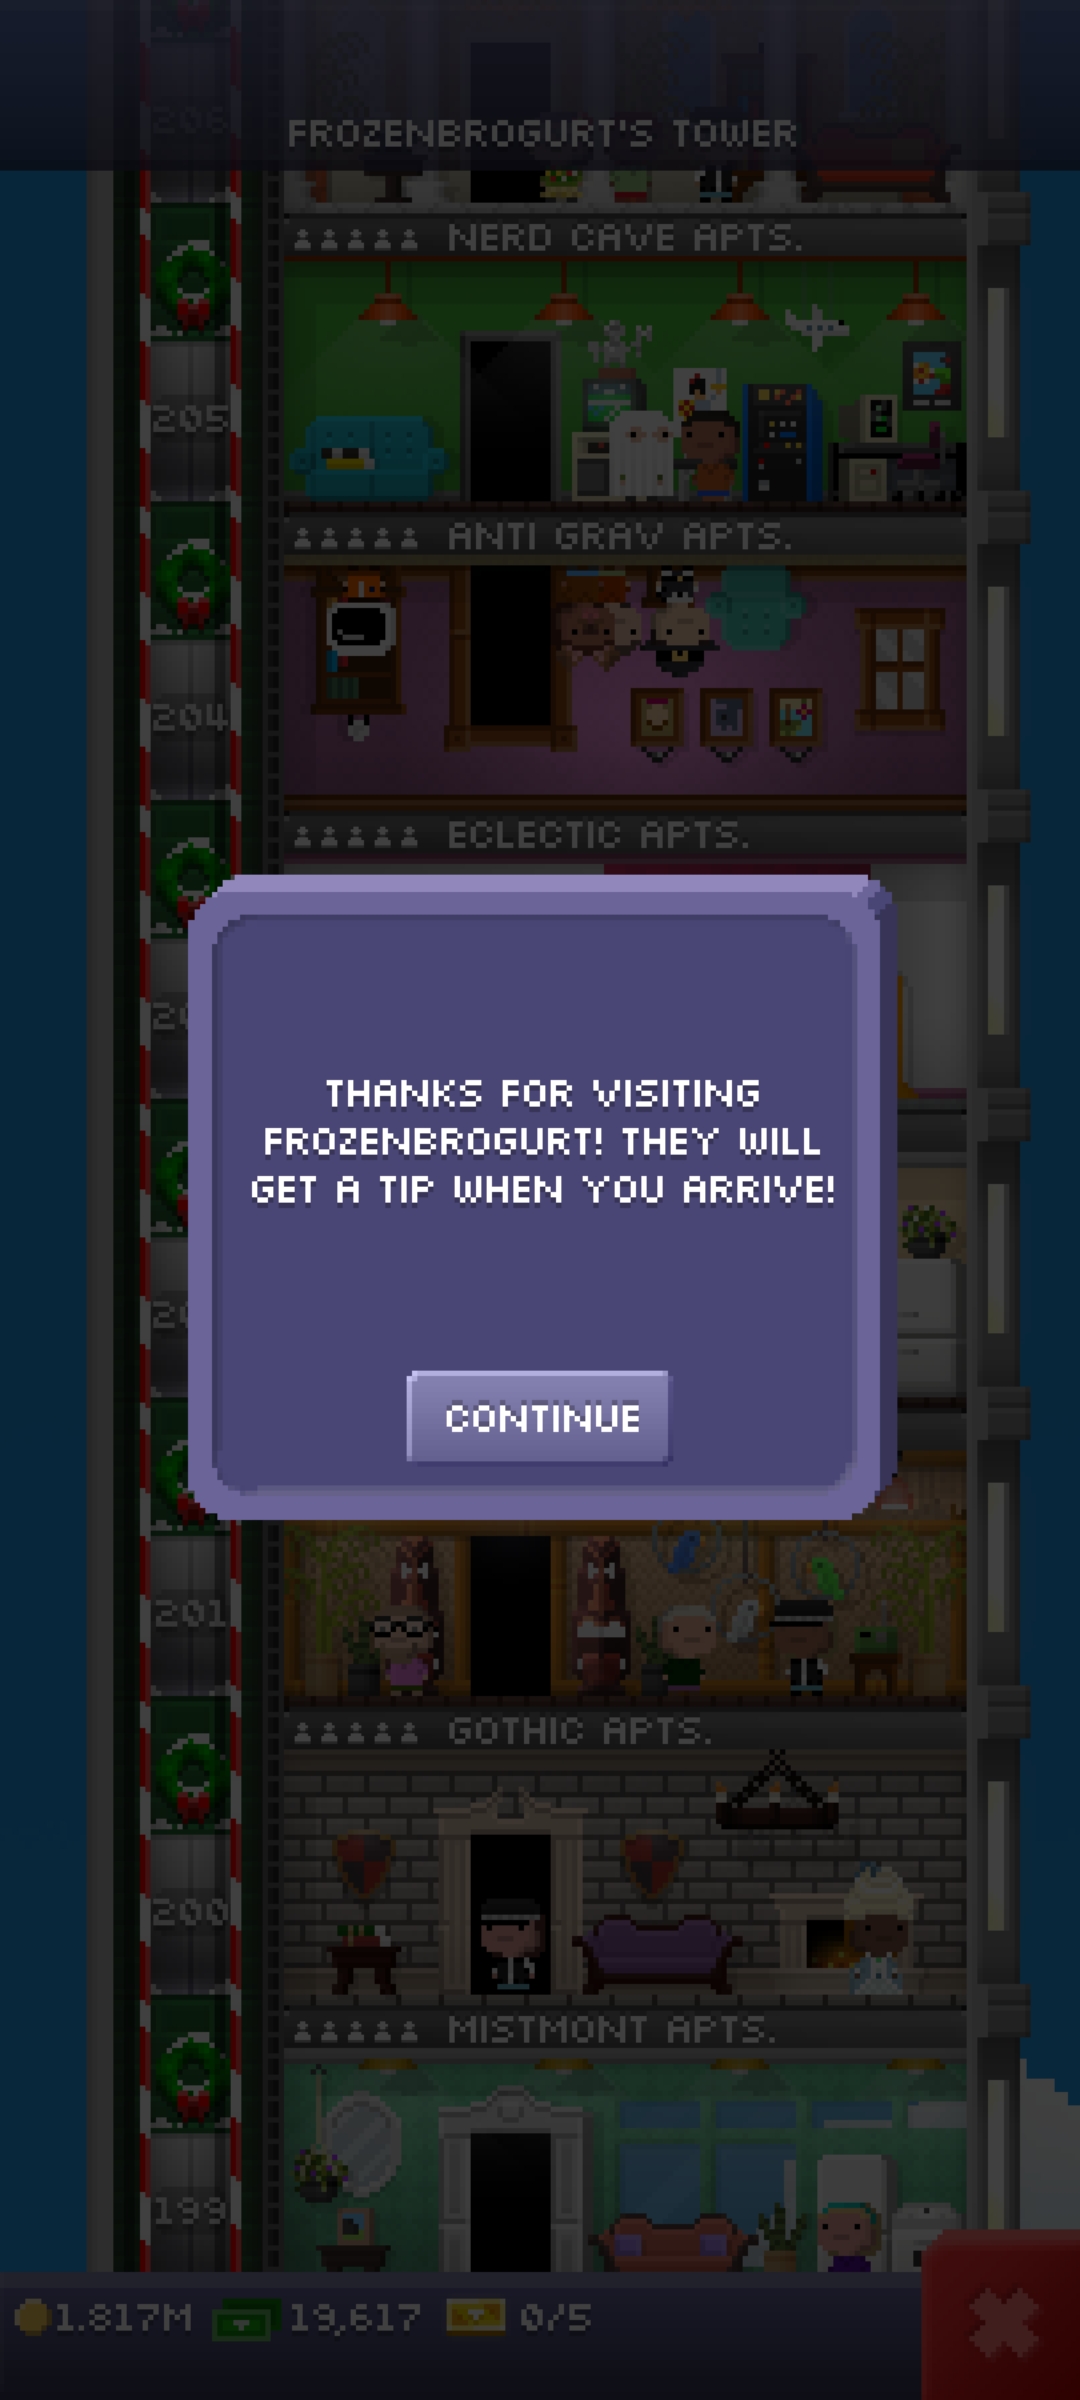 206
FROZENBROGURT'S TOWER
NERD CAVE APTS.
205
ANTI GRAV APTS.
204
ECLECTIC APTS.
THANKS FOR VISITING
FROZENBROGURT! THEY WILL
GET A TIP WHEN YOU ARRIVE!
CONTINUE
201
GOTHIC APTS.
200
MISTMONT APTS.
199
1.817M 19,617 0/5